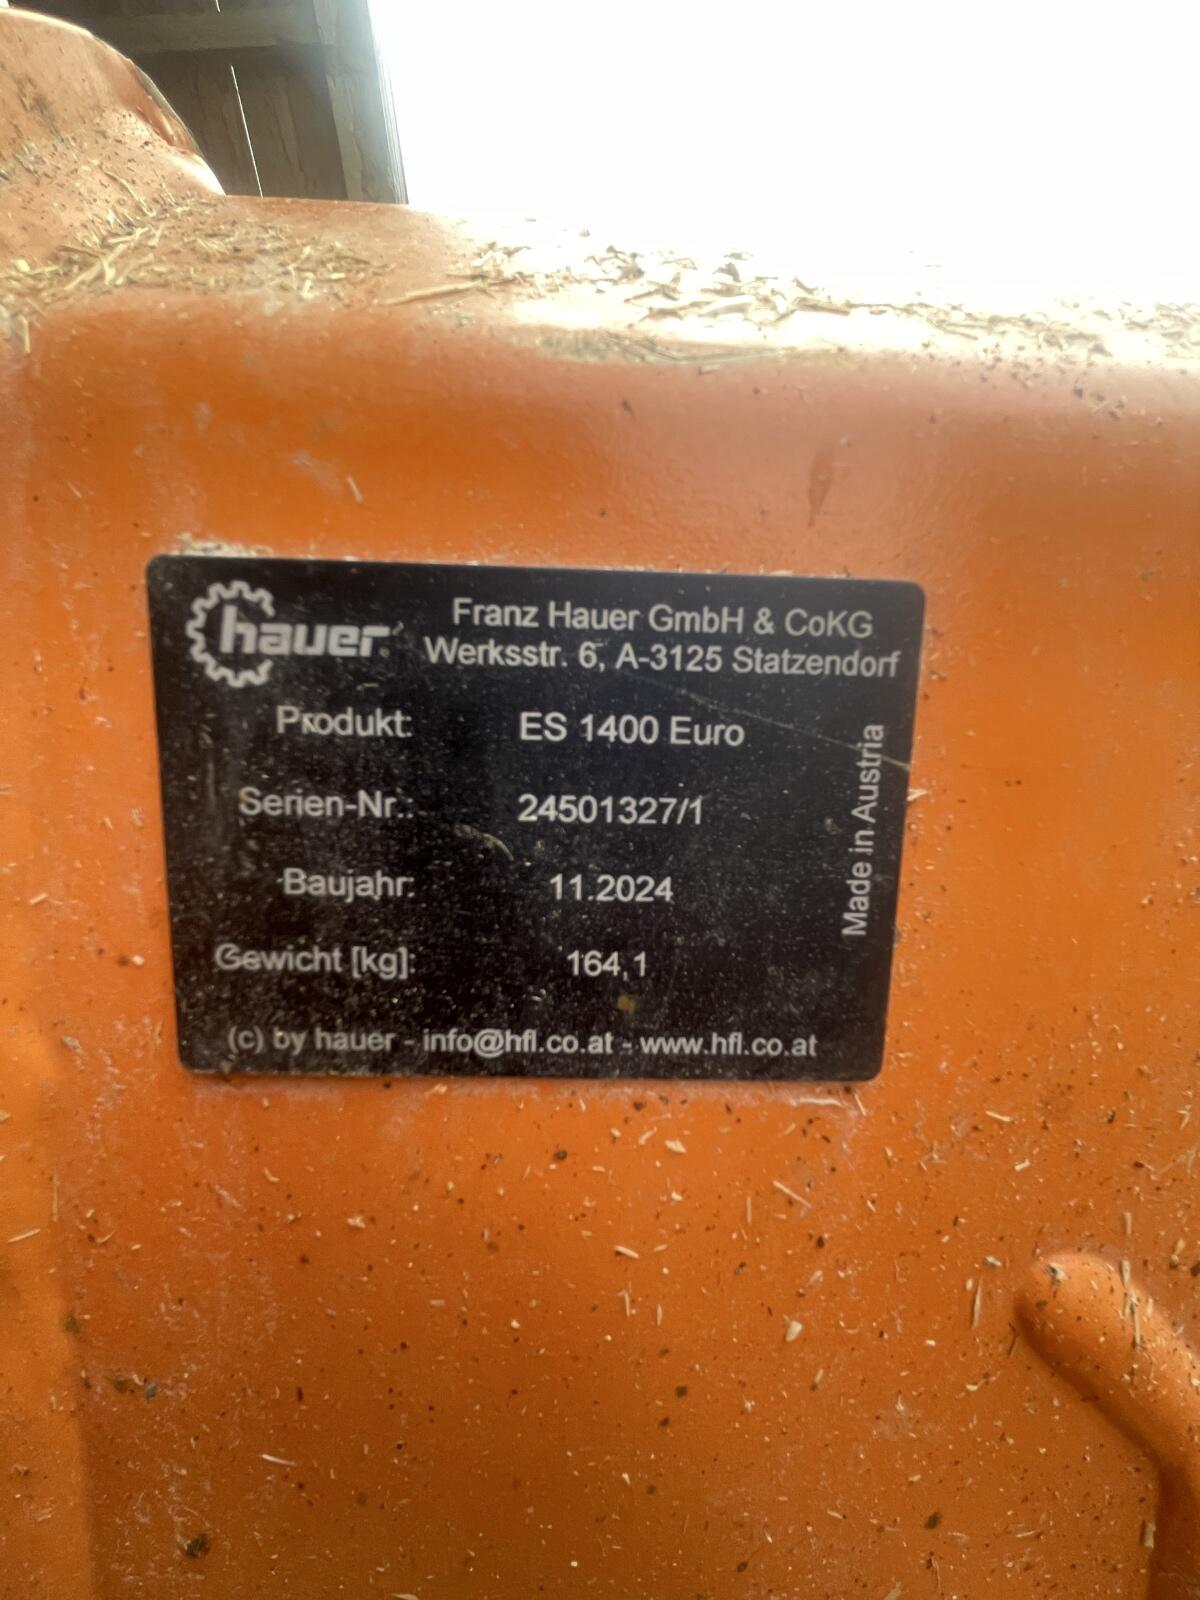 hauer
Franz Hauer GmbH & CoKG
Werksstr. 6, A-3125 Statzendorf
Produkt: ES 1400 Euro
Serien-Nr.: 24501327/1
Baujahr: 11.2024
Gewicht [kg]: 164,1
Made in Austria
(c) by hauer - info@hfl.co.at - www.hfl.co.at